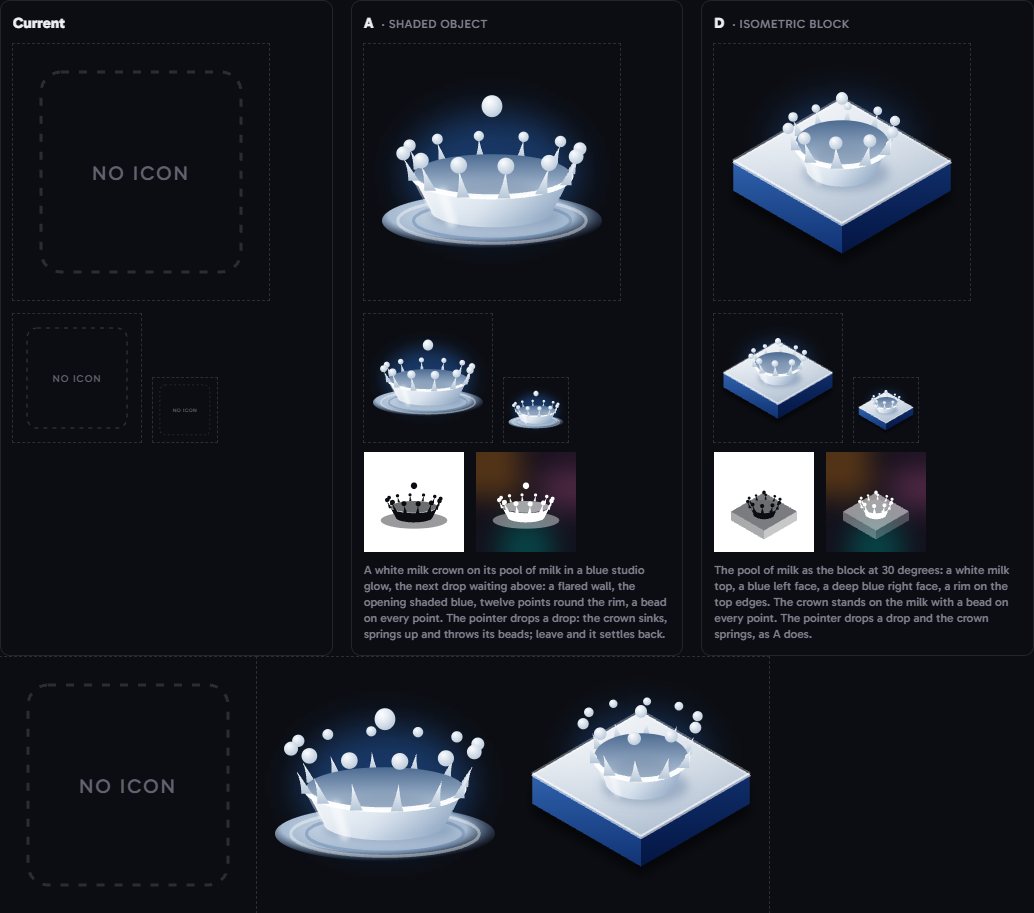 Current
NO ICON
NO ICON
NO ICON
A · SHADED OBJECT
A white milk crown on its pool of milk in a blue studio
glow, the next drop waiting above: a flared wall, the
opening shaded blue, twelve points round the rim, a bead
on every point. The pointer drops a drop: the crown sinks,
springs up and throws its beads; leave and it settles back.
D · ISOMETRIC BLOCK
The pool of milk as the block at 30 degrees: a white milk
top, a blue left face, a deep blue right face, a rim on the
top edges. The crown stands on the milk with a bead on
every point. The pointer drops a drop and the crown
springs, as A does.
NO ICON